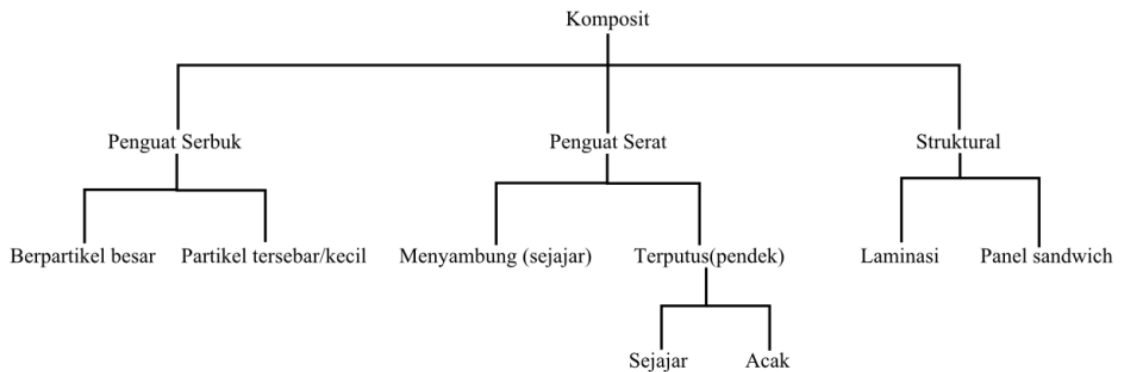 Komposit
Penguat Serbuk
Penguat Serat
Struktural
Berpartikel besar
Partikel tersebar/kecil
Menyambung (sejajar)
Terputus(pendek)
Laminasi
Panel sandwich
Sejajar
Acak